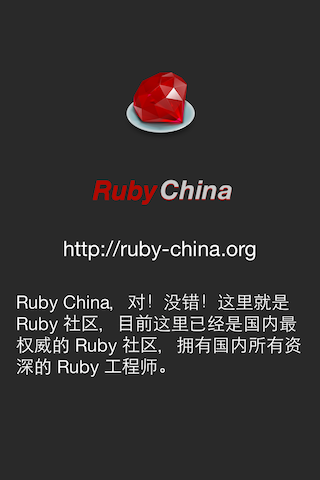 Ruby China
http://ruby-china.org
Ruby China，对！没错！这里就是
Ruby 社区，目前这里已经是国内最
权威的 Ruby 社区，拥有国内所有资
深的 Ruby 工程师。